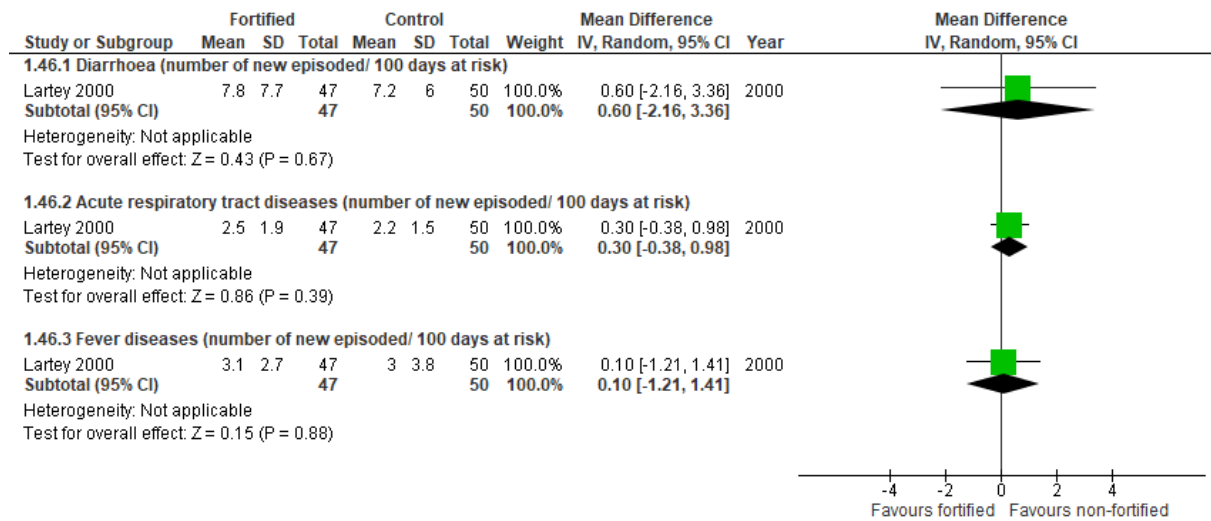 Fortified Control Mean Difference Mean Difference
Study or Subgroup Mean SD Total Mean SD Total Weight IV, Random, 95% CI Year IV, Random, 95% CI
1.46.1 Diarrhoea (number of new episoded/ 100 days at risk)
Lartey 2000 7.8 7.7 47 7.2 6 50 100.0% 0.60 [-2.16, 3.36] 2000
Subtotal (95% CI) 47 50 100.0% 0.60 [-2.16, 3.36]
Heterogeneity: Not applicable
Test for overall effect: Z = 0.43 (P = 0.67)
1.46.2 Acute respiratory tract diseases (number of new episoded/ 100 days at risk)
Lartey 2000 2.5 1.9 47 2.2 1.5 50 100.0% 0.30 [-0.38, 0.98] 2000
Subtotal (95% CI) 47 50 100.0% 0.30 [-0.38, 0.98]
Heterogeneity: Not applicable
Test for overall effect: Z = 0.86 (P = 0.39)
1.46.3 Fever diseases (number of new episoded/ 100 days at risk)
Lartey 2000 3.1 2.7 47 3 3.8 50 100.0% 0.10 [-1.21, 1.41] 2000
Subtotal (95% CI) 47 50 100.0% 0.10 [-1.21, 1.41]
Heterogeneity: Not applicable
Test for overall effect: Z = 0.15 (P = 0.88)
-4 -2 0 2 4
Favours fortified Favours non-fortified